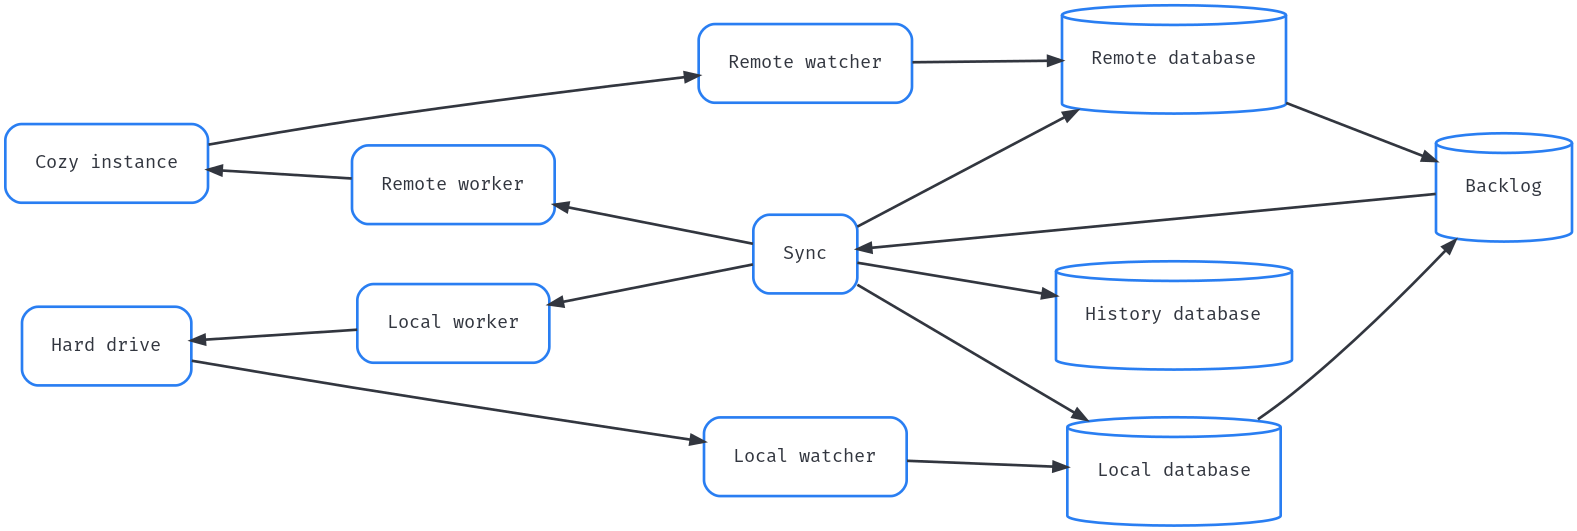 Remote watcher
Remote database
Cozy instance
Remote worker
Backlog
Sync
Local worker
History database
Hard drive
Local watcher
Local database